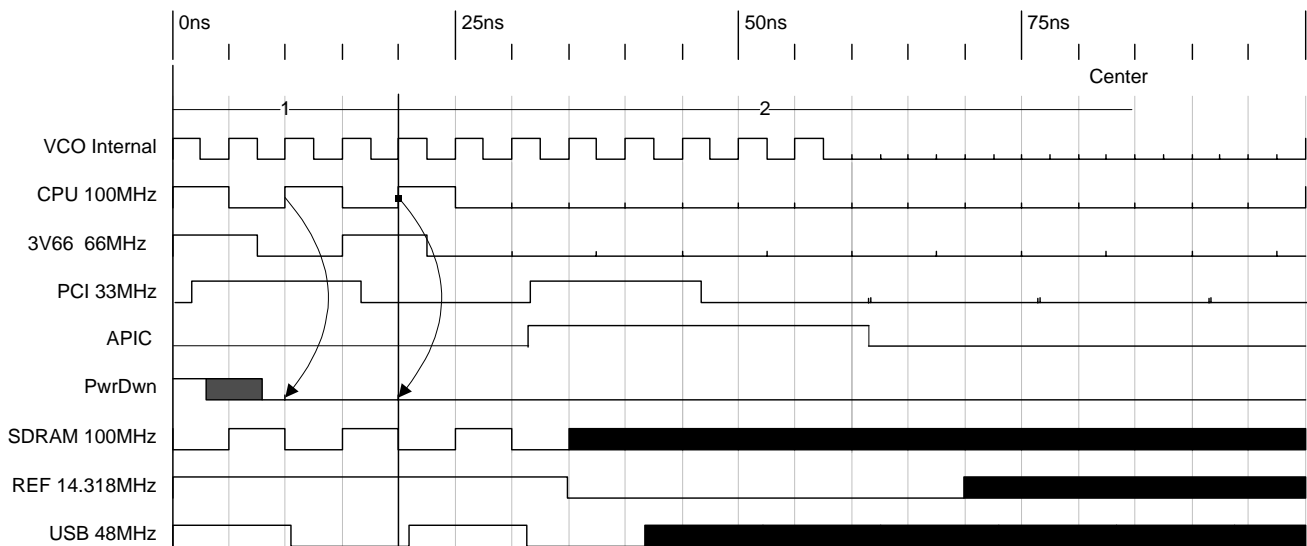 0ns 25ns 50ns 75ns
Center
1 2
VCO Internal
CPU 100MHz
3V66 66MHz
PCI 33MHz
APIC
PwrDwn
SDRAM 100MHz
REF 14.318MHz
USB 48MHz